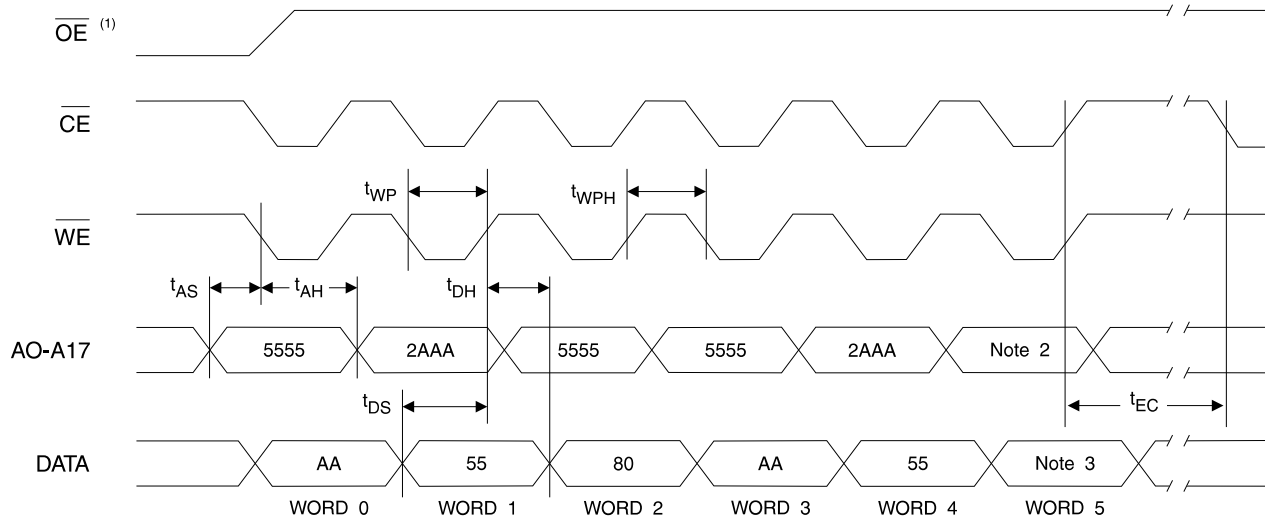 OE (1)
CE
tWP
tWPH
WE
tAS
tAH
tDH
AO-A17
5555
2AAA
5555
5555
2AAA
Note 2
tDS
tEC
DATA
AA
55
80
AA
55
Note 3
WORD 0
WORD 1
WORD 2
WORD 3
WORD 4
WORD 5